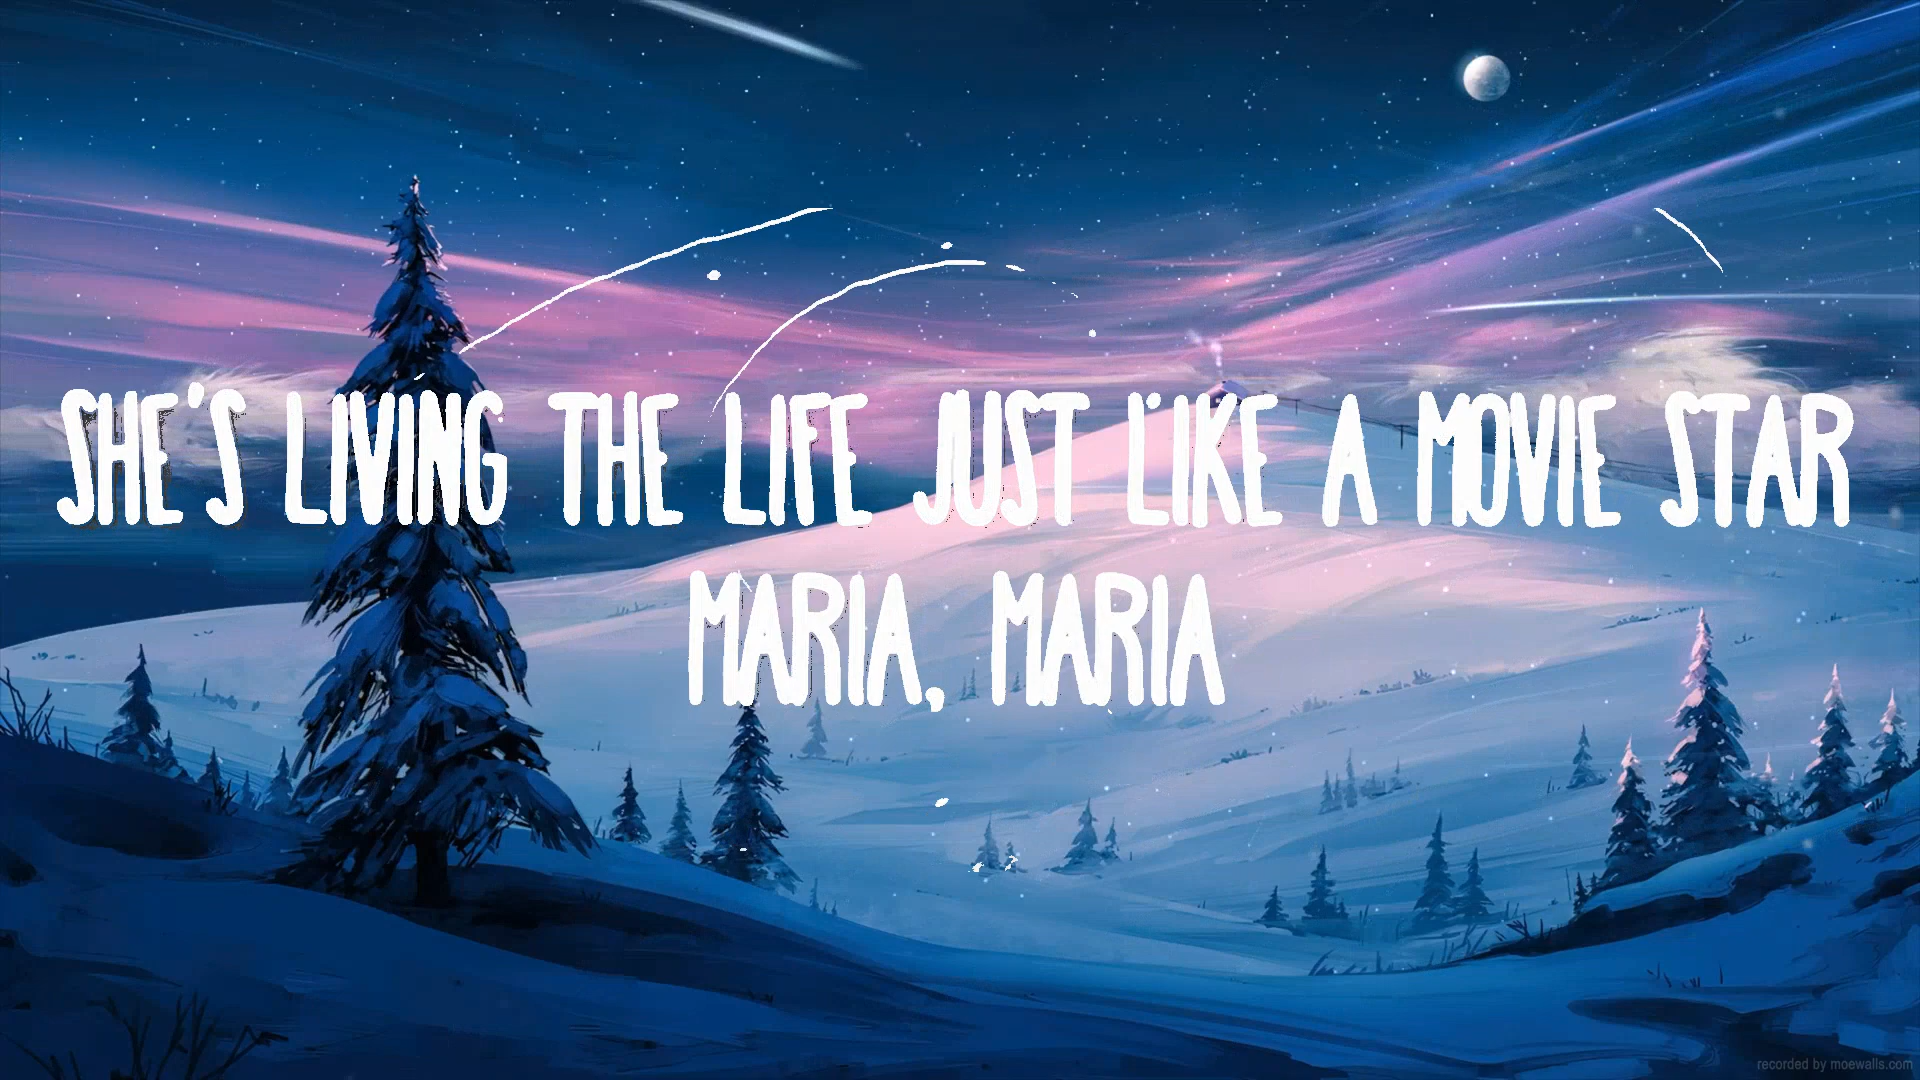 SHE'S LIVING THE LIFE JUST LIKE A MOVIE STAR
MARIA, MARIA
recorded by moewalls.com